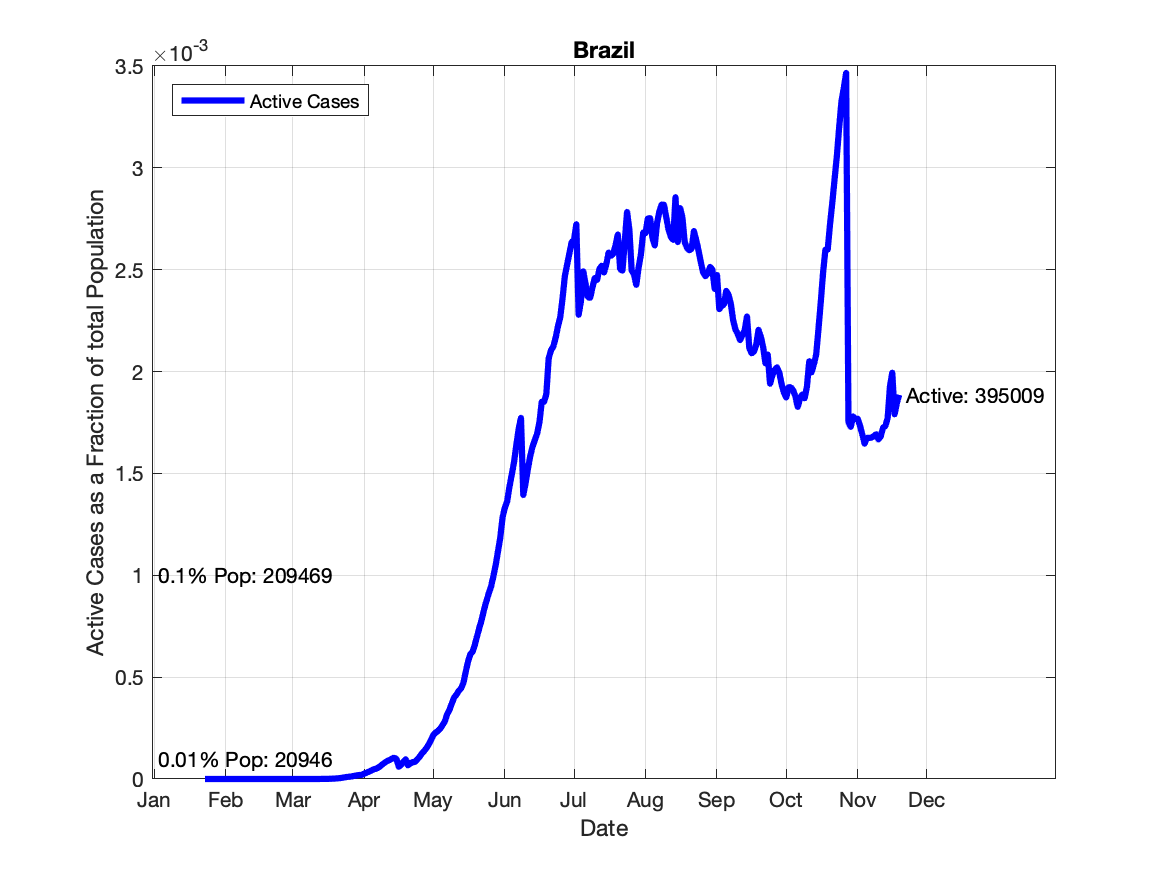 Brazil
×10-3
3.5
3
2.5
2
1.5
1
0.5
0
Active Cases
Active: 395009
0.1% Pop: 209469
0.01% Pop: 20946
Active Cases as a Fraction of total Population
Jan Feb Mar Apr May Jun Jul Aug Sep Oct Nov Dec
Date